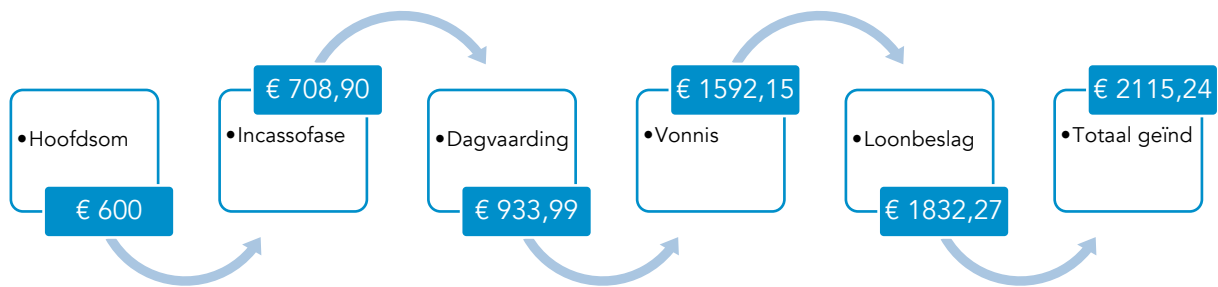 •Hoofdsom
€ 600
€ 708,90
•Incassofase
•Dagvaarding
€ 933,99
€ 1592,15
•Vonnis
•Loonbeslag
€ 1832,27
€ 2115,24
•Totaal geïnd